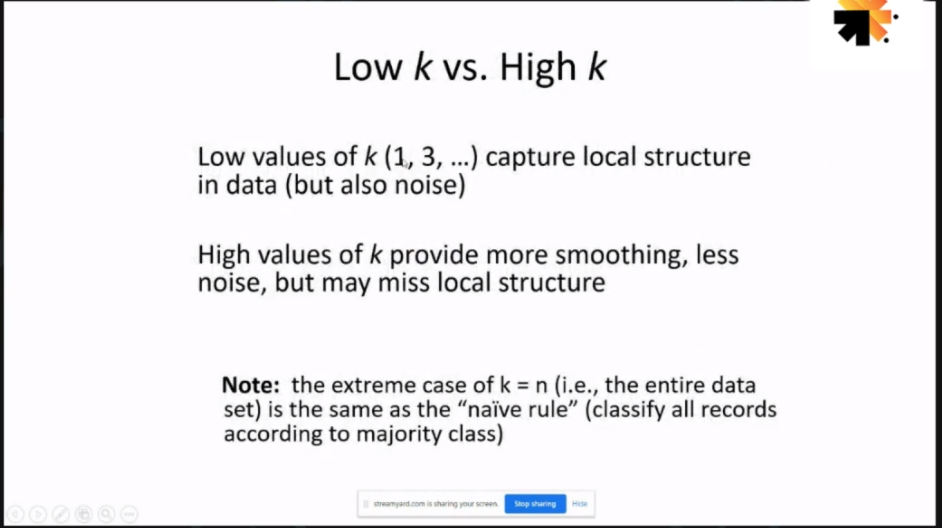 Low k vs. High k
Low values of k (1, 3, ...) capture local structure
in data (but also noise)
High values of k provide more smoothing, less
noise, but may miss local structure
Note: the extreme case of k = n (i.e., the entire data
set) is the same as the “naïve rule” (classify all records
according to majority class)
streamyard.com is sharing your screen.
Stop sharing
Hide